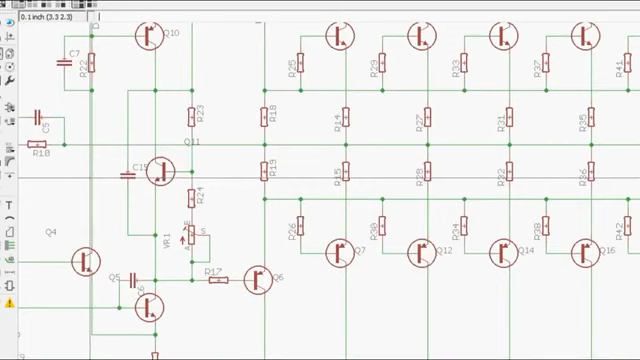 0.1 inch (3.3 2.3)
Q10
C7
R22
R25
R29
R33
R37
R41
C5
R23
R18
R14
R27
R31
R35
R10
Q11
C15
R19
R15
R32
R36
R24
Q4
VR1
E
S
A
R26
R30
R34
R38
R42
Q5
R17
Q6
Q7
Q12
Q14
Q16